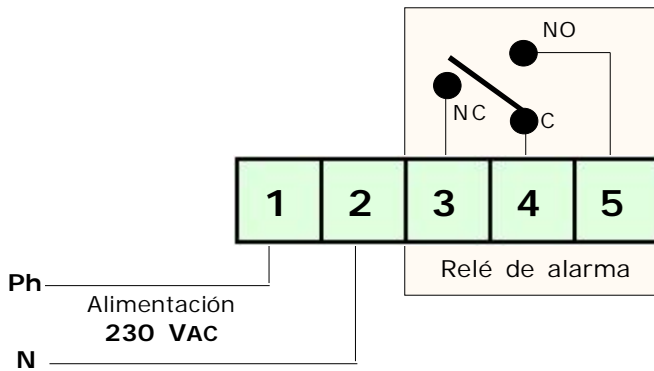 NO
NC
C
1 2 3 4 5
Relé de alarma
Ph
Alimentación
230 VAC
N